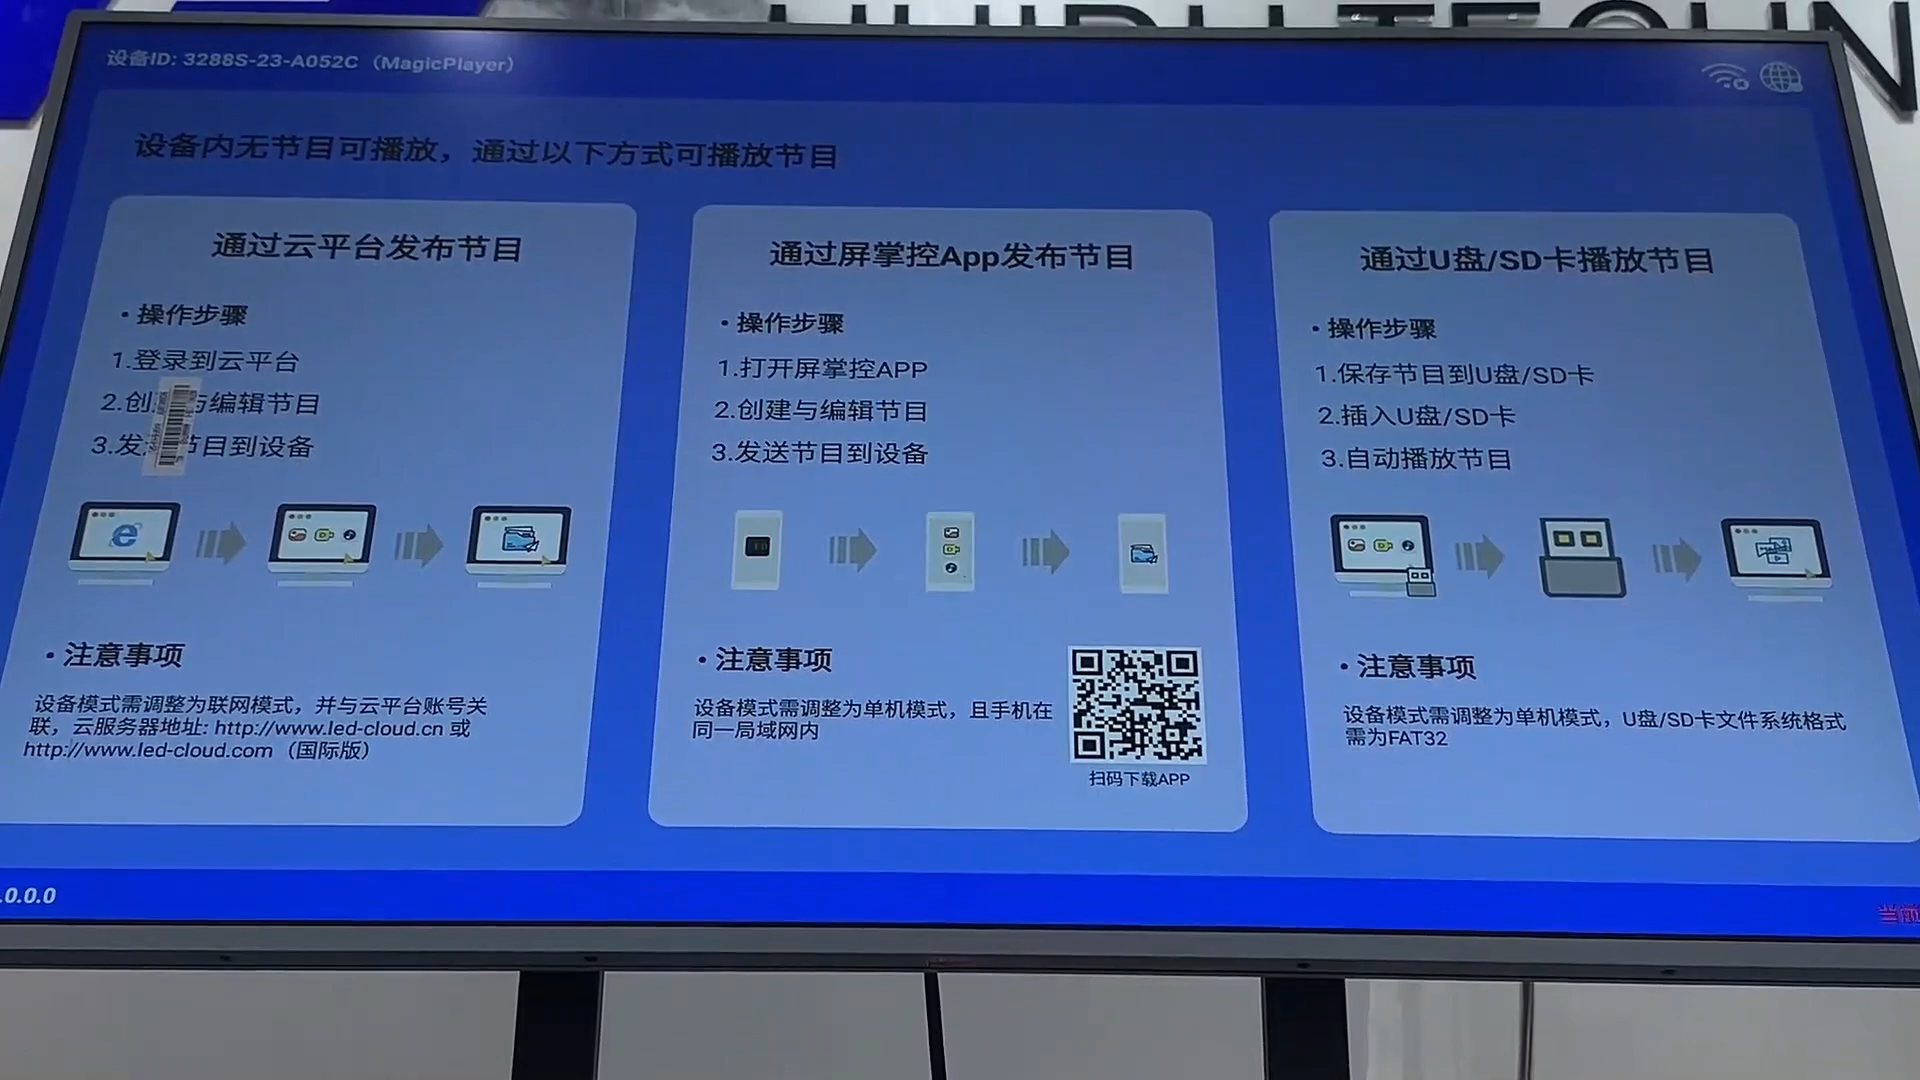 设备ID: 3288S-23-A052C（MagicPlayer）
设备内无节目可播放，通过以下方式可播放节目
通过云平台发布节目
·操作步骤
1.登录到云平台
2.创 与编辑节目
3.发 节目到设备
·注意事项
设备模式需调整为联网模式，并与云平台账号关
联，云服务器地址: http://www.led-cloud.cn 或
http://www.led-cloud.com（国际版）
通过屏掌控App发布节目
·操作步骤
1.打开屏掌控APP
2.创建与编辑节目
3.发送节目到设备
·注意事项
设备模式需调整为单机模式，且手机在
同一局域网内
扫码下载APP
通过U盘/SD卡播放节目
·操作步骤
1.保存节目到U盘/SD卡
2.插入U盘/SD卡
3.自动播放节目
·注意事项
设备模式需调整为单机模式，U盘/SD卡文件系统格式
需为FAT32
.0.0.0
当前